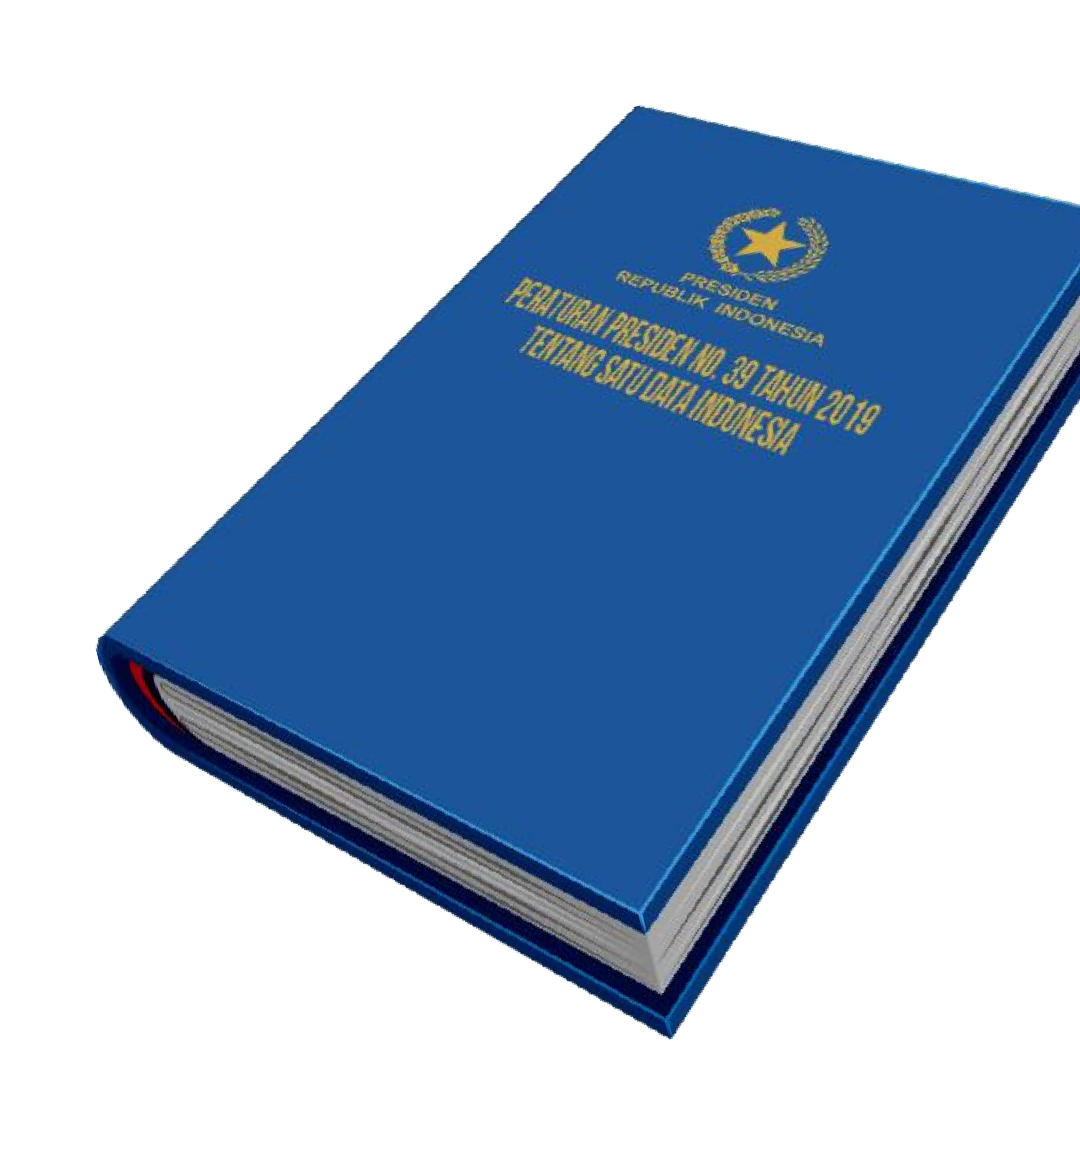 PRESIDEN
REPUBLIK INDONESIA
PERATURAN PRESIDEN NO. 39 TAHUN 2019
TENTANG SATU DATA INDONESIA